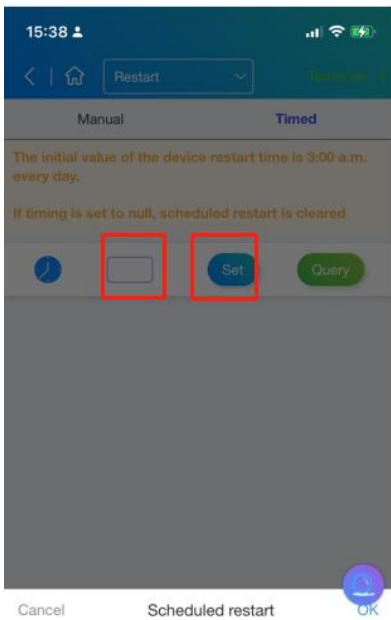 15:38
Restart
Manual
Timed
The initial value of the device restart time is 3:00 a.m.
every day.
If timing is set to null, scheduled restart is cleared
Set
Query
Cancel
Scheduled restart
OK